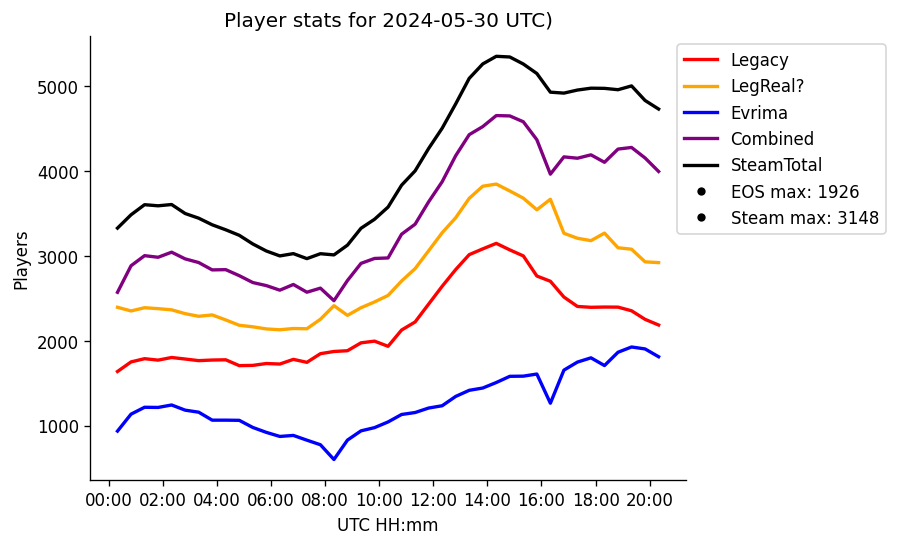 Player stats for 2024-05-30 UTC)
Legacy
LegReal?
Evrima
Combined
SteamTotal
EOS max: 1926
Steam max: 3148
Players
5000
4000
3000
2000
1000
00:00 02:00 04:00 06:00 08:00 10:00 12:00 14:00 16:00 18:00 20:00
UTC HH:mm